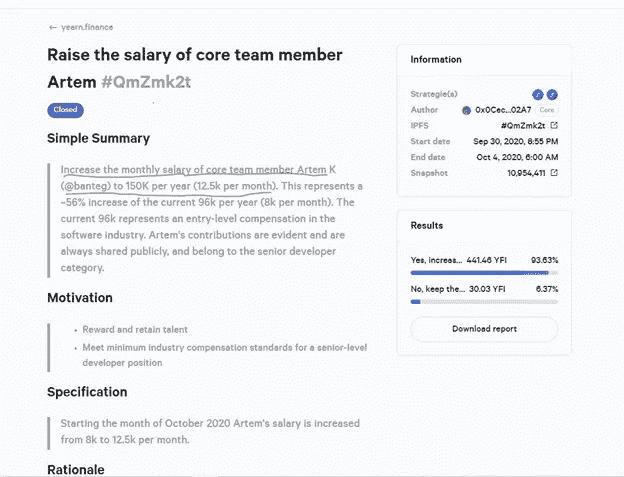 ← yearn.finance
Raise the salary of core team member
Artem #QmZmk2t
Closed
Simple Summary
Increase the monthly salary of core team member Artem K
(@banteg) to 150K per year (12.5k per month). This represents a
~56% increase of the current 96k per year (8k per month). The
current 96k represents an entry-level compensation in the
software industry. Artem's contributions are evident and are
always shared publicly, and belong to the senior developer
category.
Motivation
• Reward and retain talent
• Meet minimum industry compensation standards for a senior-level
developer position
Specification
Starting the month of October 2020 Artem's salary is increased
from 8k to 12.5k per month.
Rationale
Information
Strategie(s)
Author 0x0Cec...02A7 Core
IPFS #QmZmk2t
Start date Sep 30, 2020, 8:55 PM
End date Oct 4, 2020, 6:00 AM
Snapshot 10,954,411
Results
Yes, increas... 441.46 YFI 93.63%
No, keep the... 30.03 YFI 6.37%
Download report